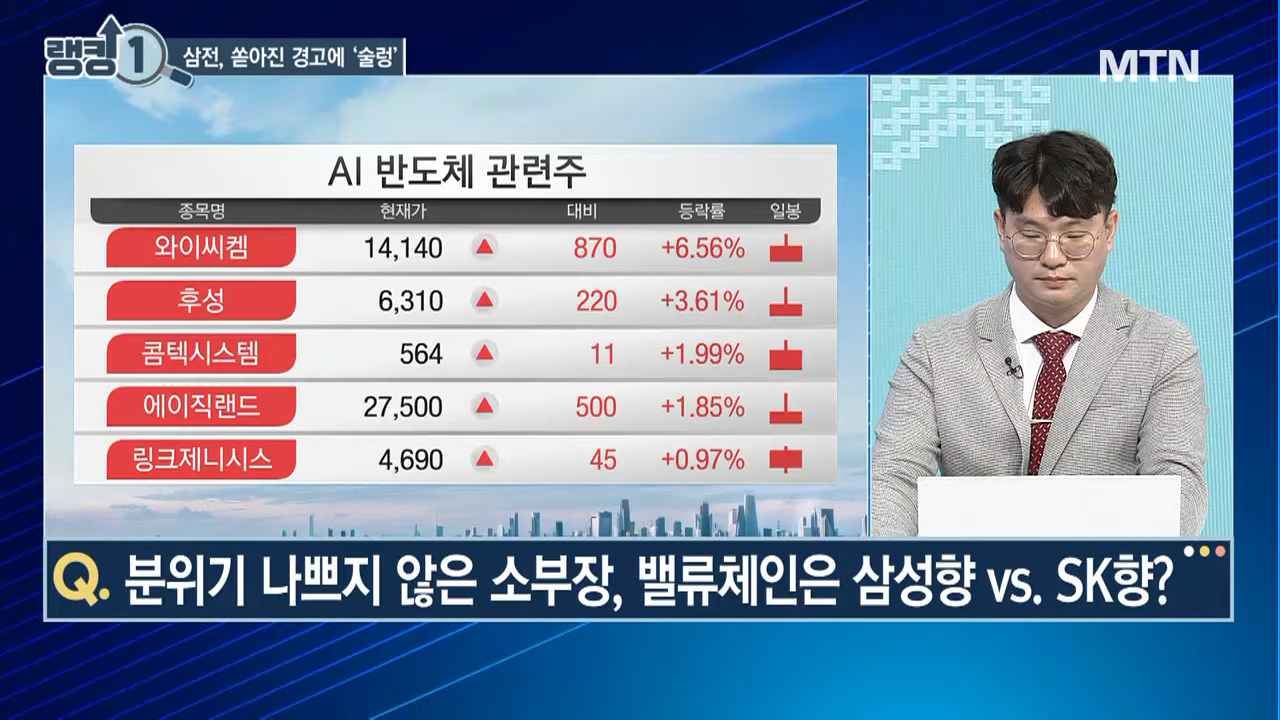 랭킹1
삼전, 쏟아진 경고에 '술렁'
MTN
AI 반도체 관련주
종목명 현재가 대비 등락률 일봉
와이씨켐 14,140 ▲ 870 +6.56%
후성 6,310 ▲ 220 +3.61%
콤텍시스템 564 ▲ 11 +1.99%
에이직랜드 27,500 ▲ 500 +1.85%
링크제니시스 4,690 ▲ 45 +0.97%
Q. 분위기 나쁘지 않은 소부장, 밸류체인은 삼성향 vs. SK향?